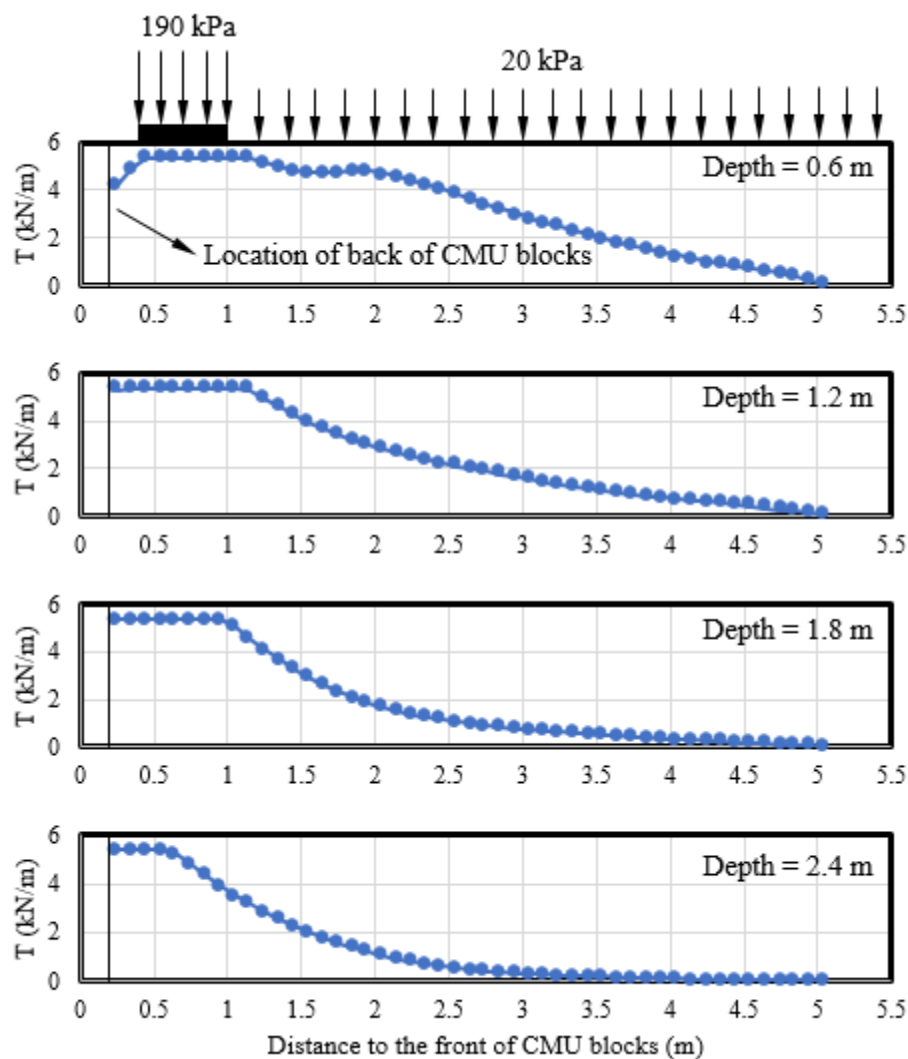 190 kPa
20 kPa
6
4
2
0
T (kN/m)
Depth = 0.6 m
Location of back of CMU blocks
0 0.5 1 1.5 2 2.5 3 3.5 4 4.5 5 5.5
6
4
2
0
T (kN/m)
Depth = 1.2 m
0 0.5 1 1.5 2 2.5 3 3.5 4 4.5 5 5.5
6
4
2
0
T (kN/m)
Depth = 1.8 m
0 0.5 1 1.5 2 2.5 3 3.5 4 4.5 5 5.5
6
4
2
0
T (kN/m)
Depth = 2.4 m
0 0.5 1 1.5 2 2.5 3 3.5 4 4.5 5 5.5
Distance to the front of CMU blocks (m)